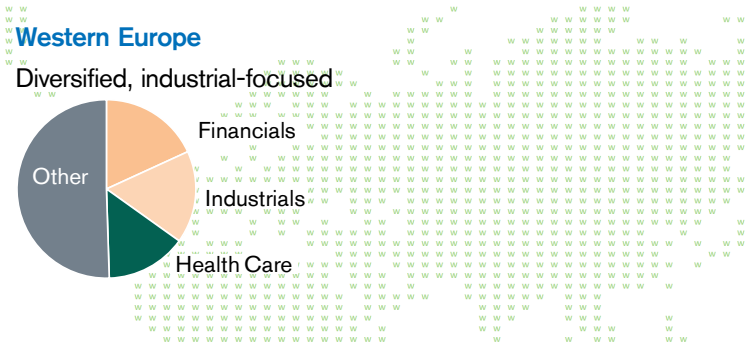 Western Europe
Diversified, industrial-focused
Financials
Other
Industrials
Health Care